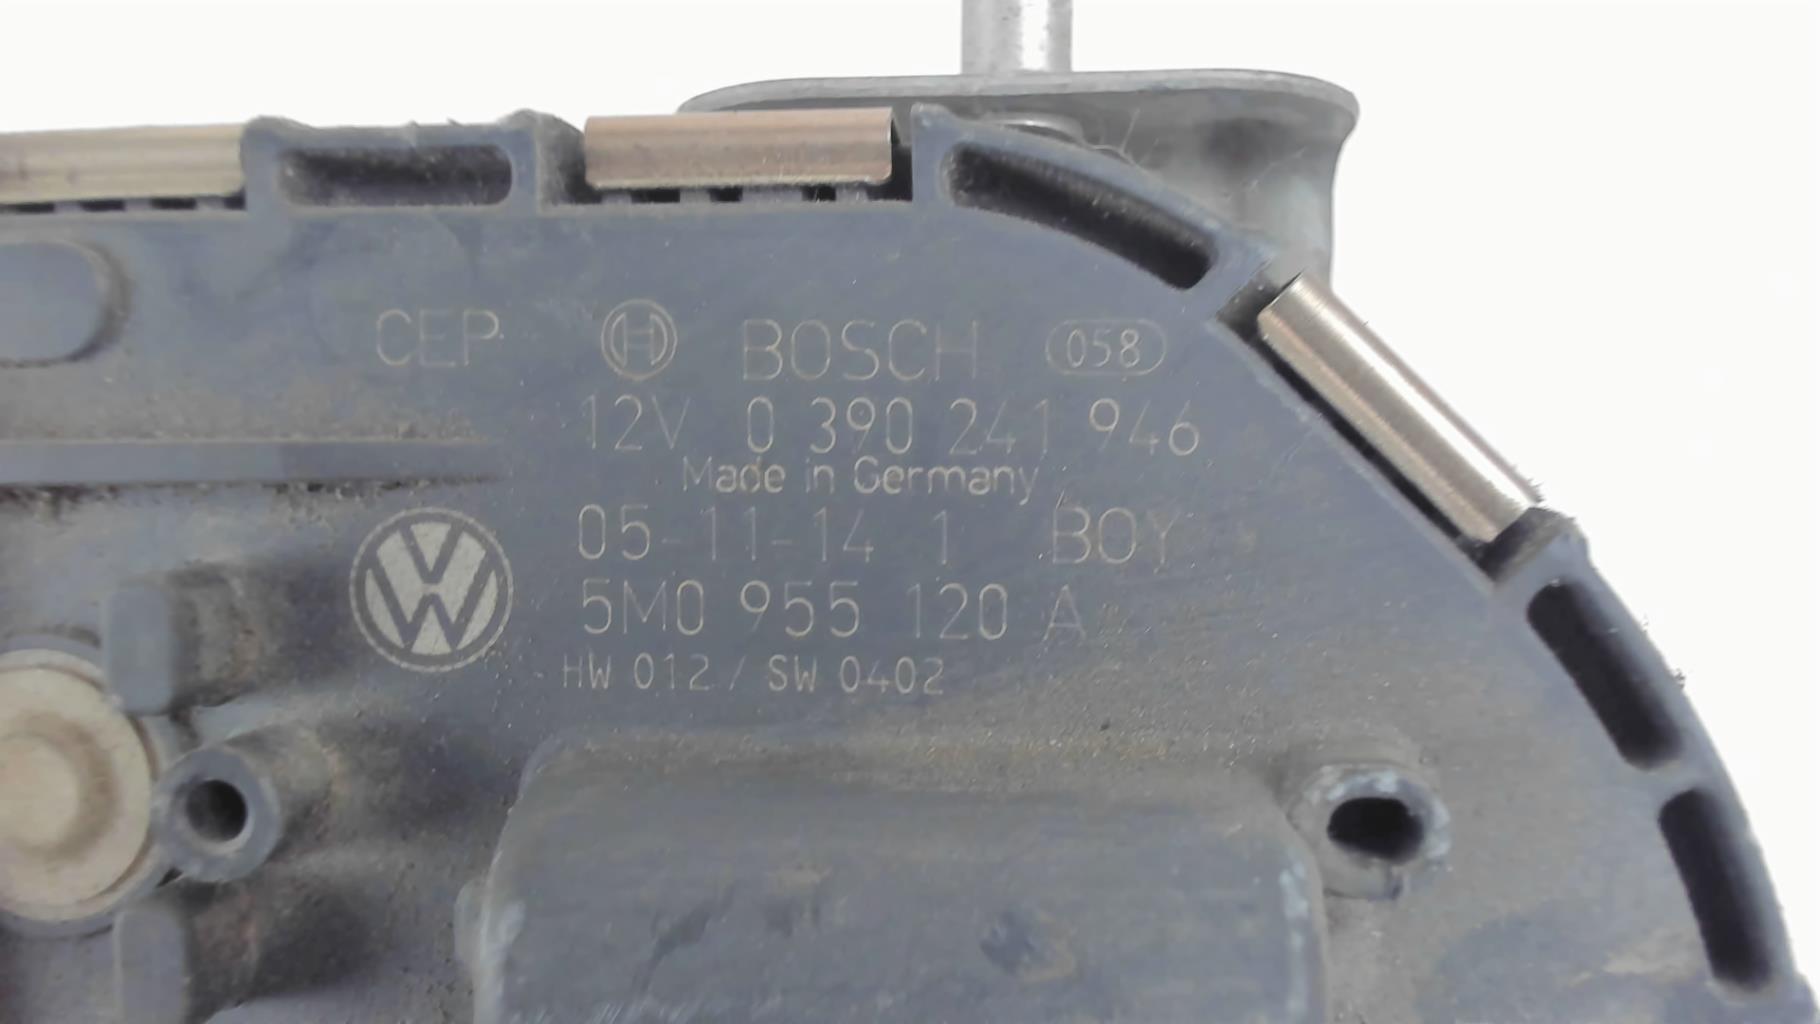 CEP BOSCH 058
12V 0 390 241 946
Made in Germany
05-11-14 1 BOY
5M0 955 120 A
HW 012 / SW 0402